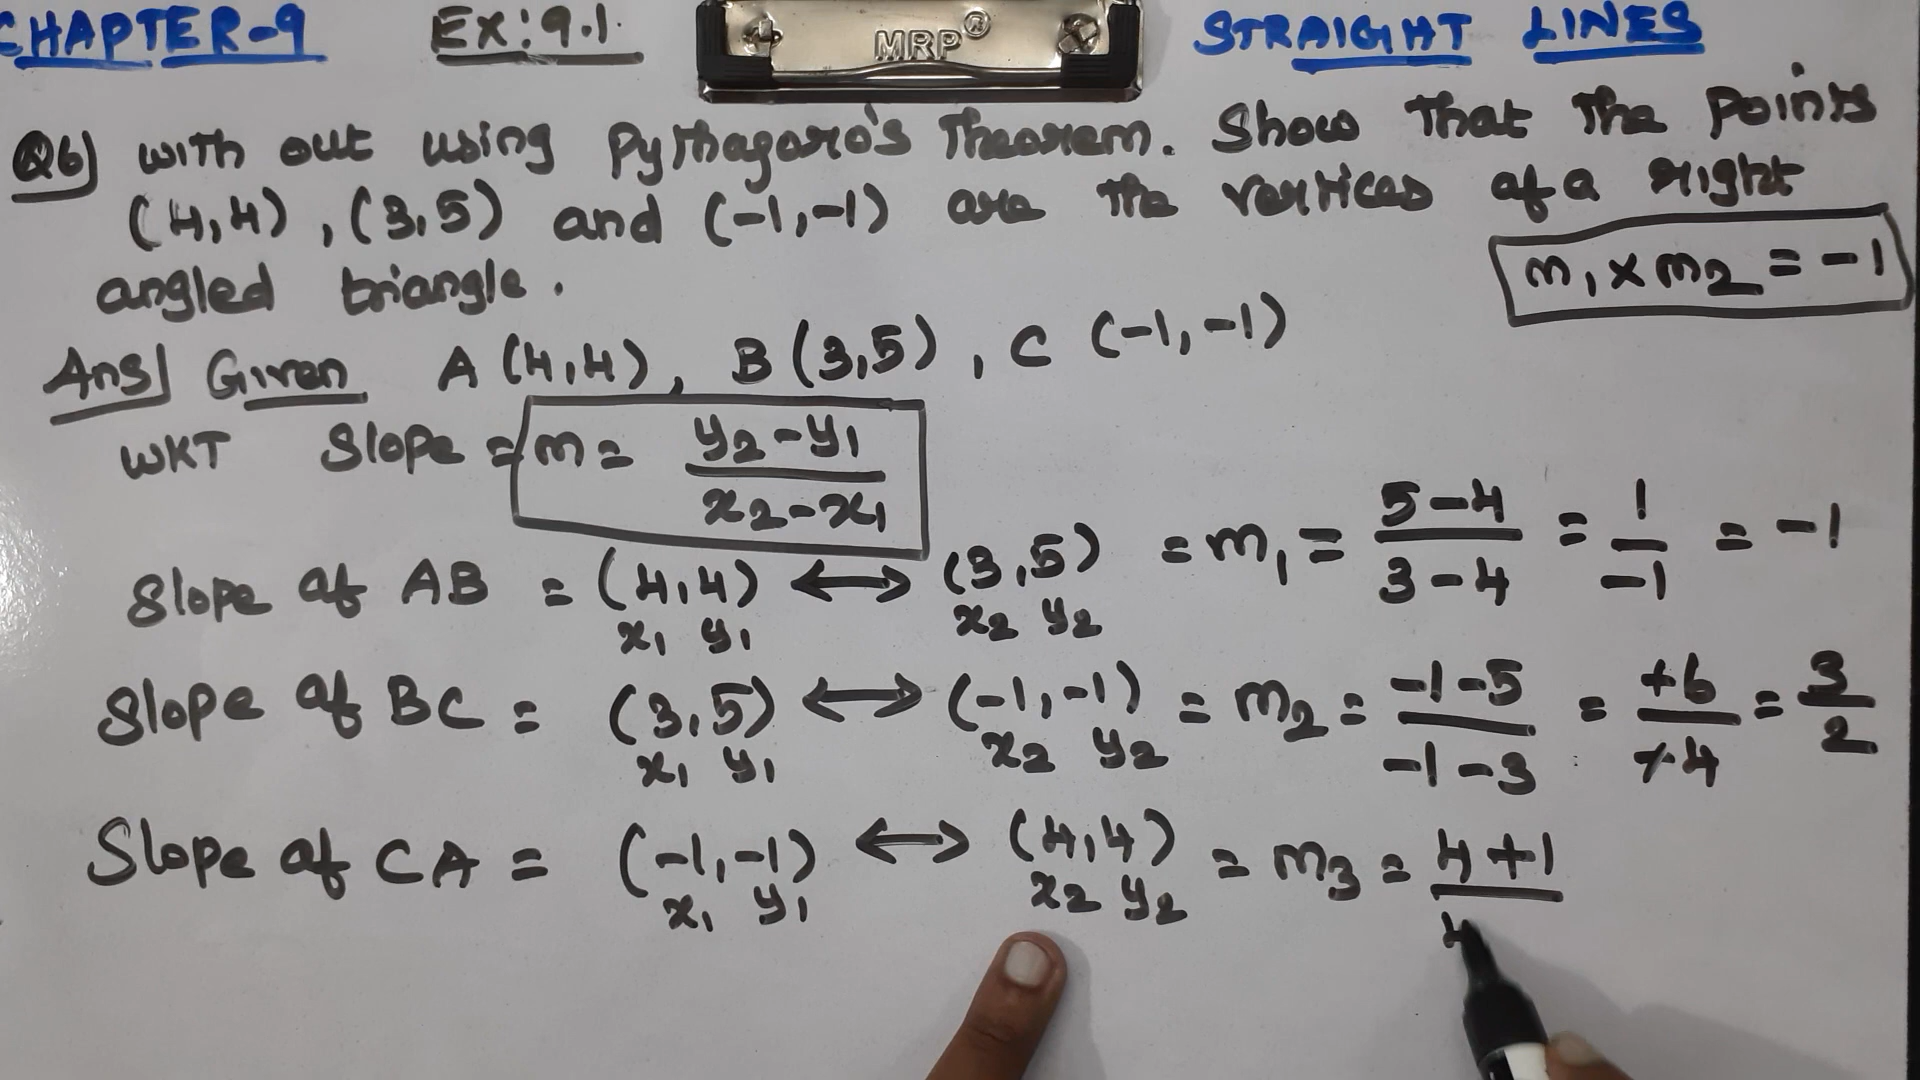 CHAPTER-9 EX:9.1. MRP® STRAIGHT LINES
Q6) with out using Pythagoro's Theorem. Show that the points
(4,4), (3,5) and (-1,-1) are the vertices of a right
angled triangle.
m₁ × m₂ = -1
Ans) Given A (4,4), B (3,5), C (-1,-1)
WKT Slope = m = (y₂-y₁)/(x₂-x₁)
Slope of AB = (4,4) ↔ (3,5) = m₁ = (5-4)/(3-4) = 1/-1 = -1
x₁ y₁ x₂ y₂
Slope of BC = (3,5) ↔ (-1,-1) = m₂ = (-1-5)/(-1-3) = +6/+4 = 3/2
x₁ y₁ x₂ y₂
Slope of CA = (-1,-1) ↔ (4,4) = m₃ = (4+1)/4
x₁ y₁ x₂ y₂